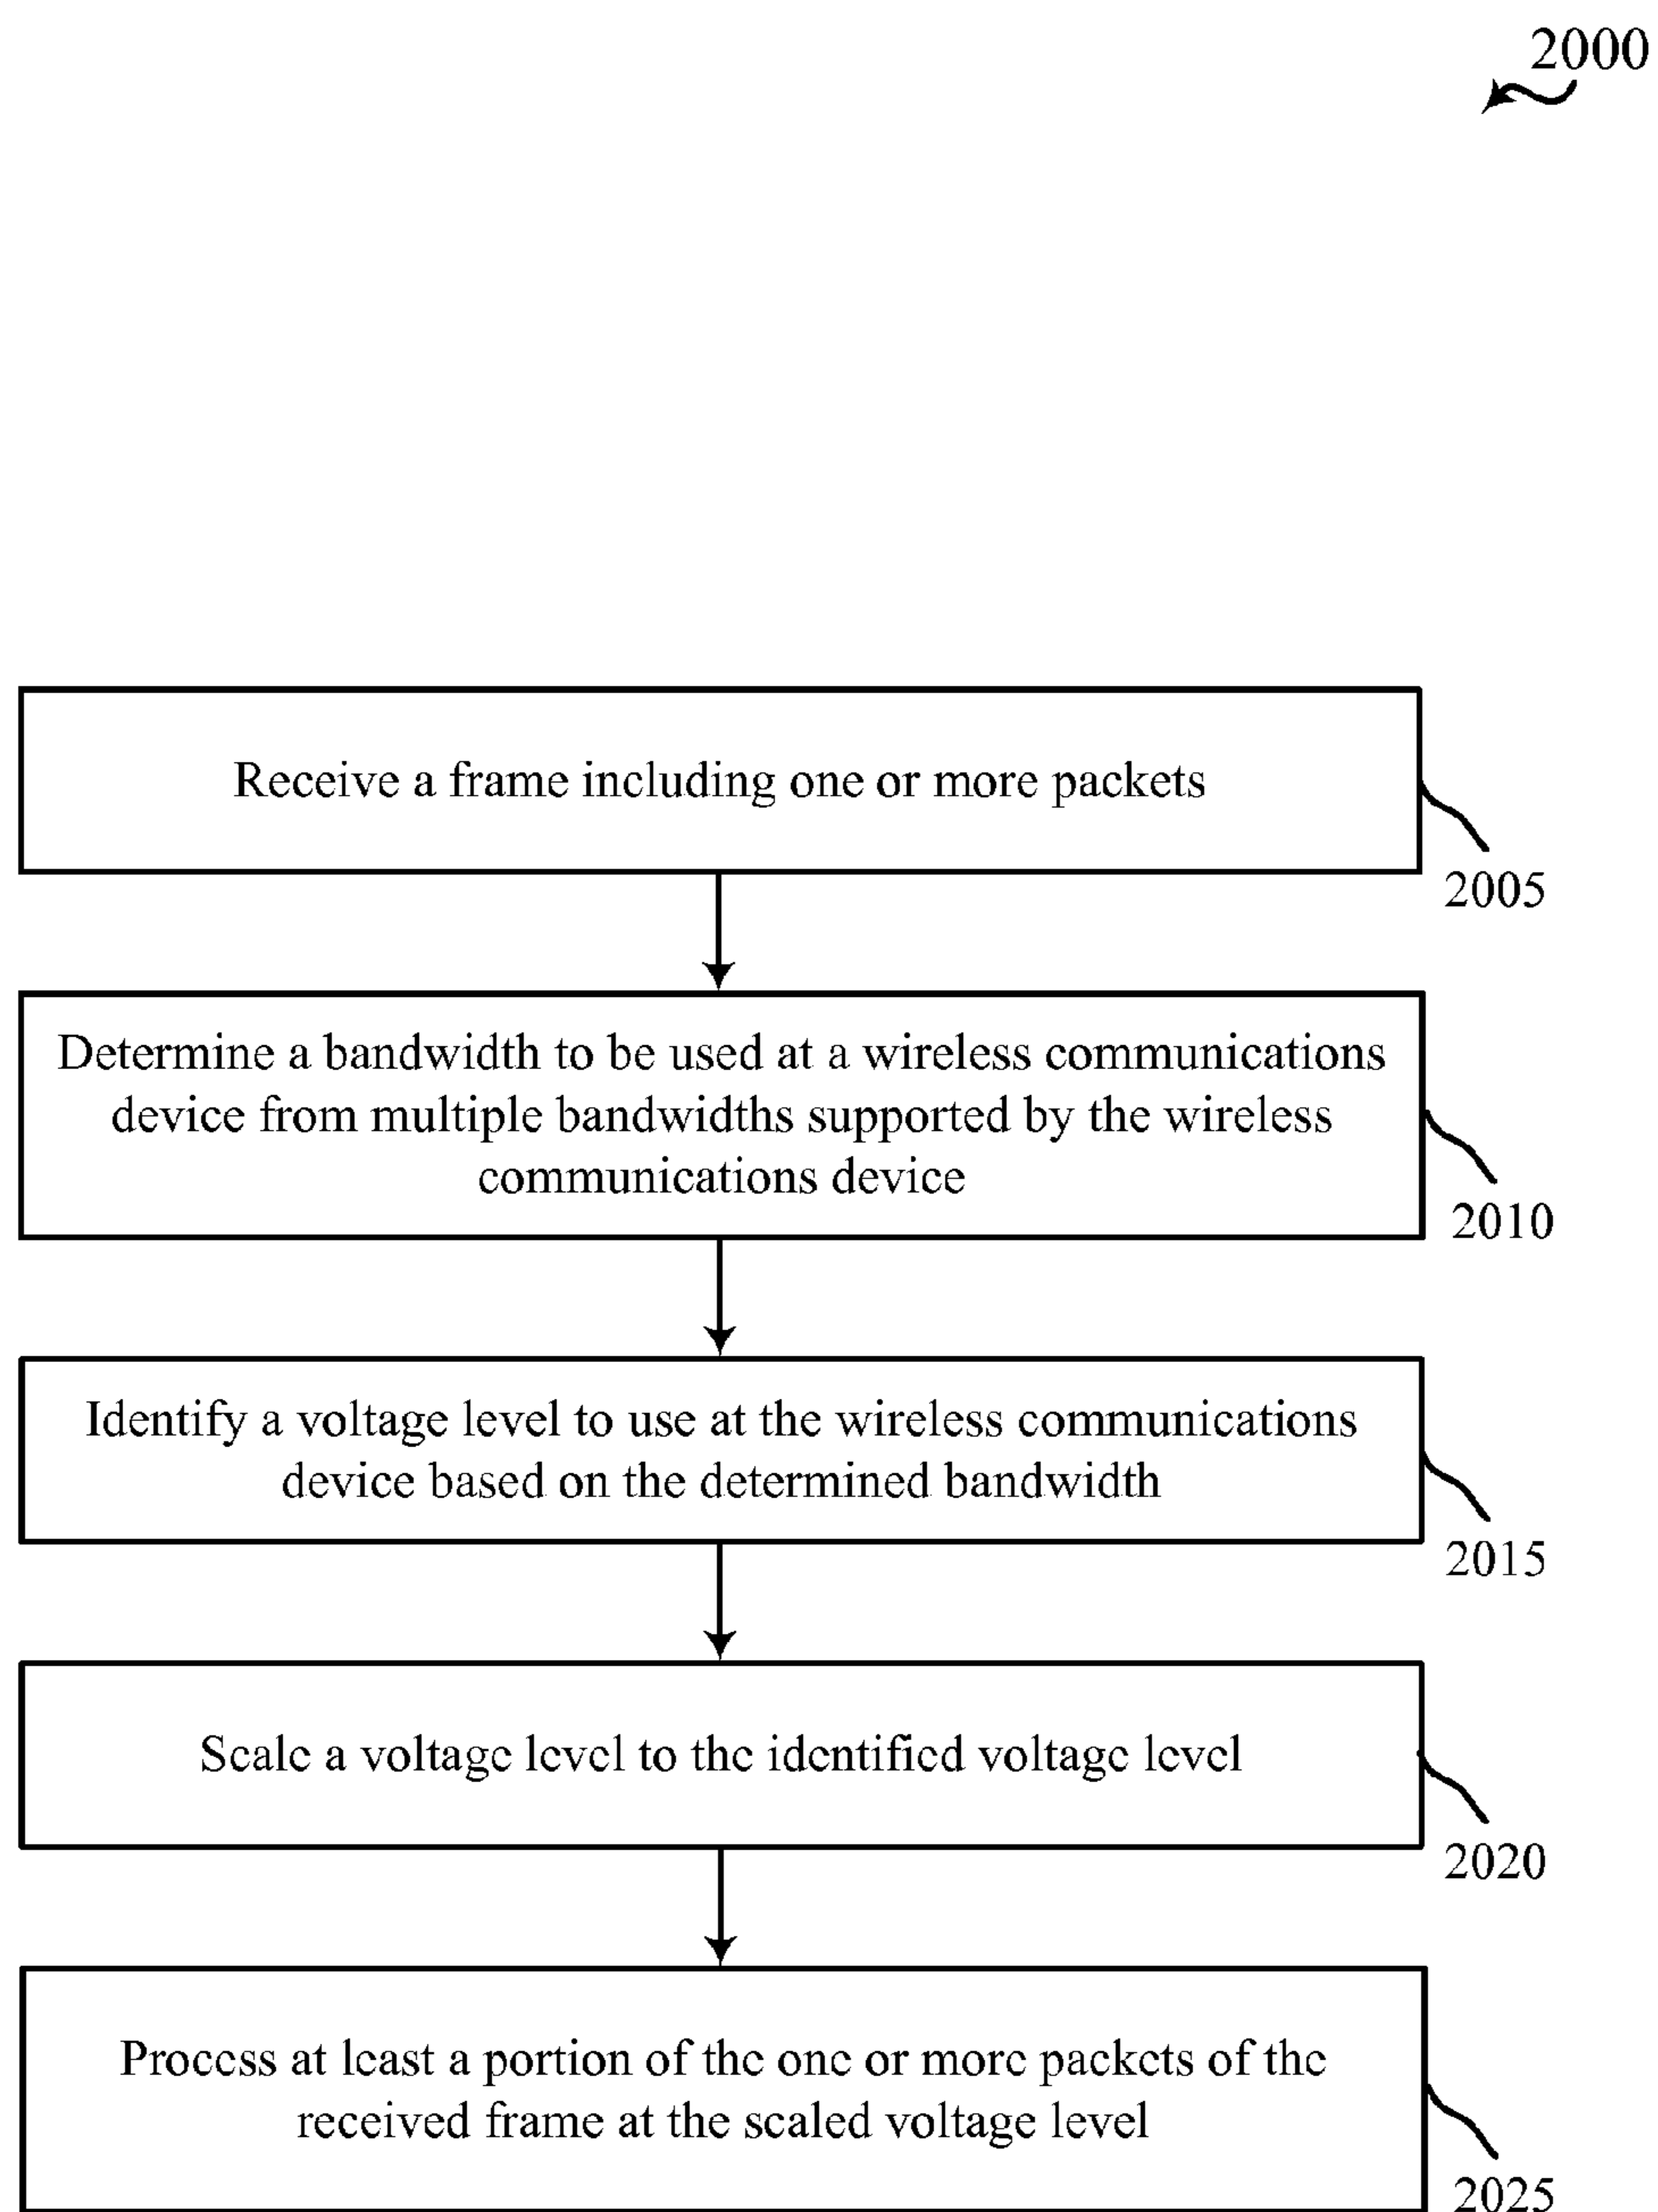 2000
Receive a frame including one or more packets
2005
Determine a bandwidth to be used at a wireless communications
device from multiple bandwidths supported by the wireless
communications device
2010
Identify a voltage level to use at the wireless communications
device based on the determined bandwidth
2015
Scale a voltage level to the identified voltage level
2020
Process at least a portion of the one or more packets of the
received frame at the scaled voltage level
2025